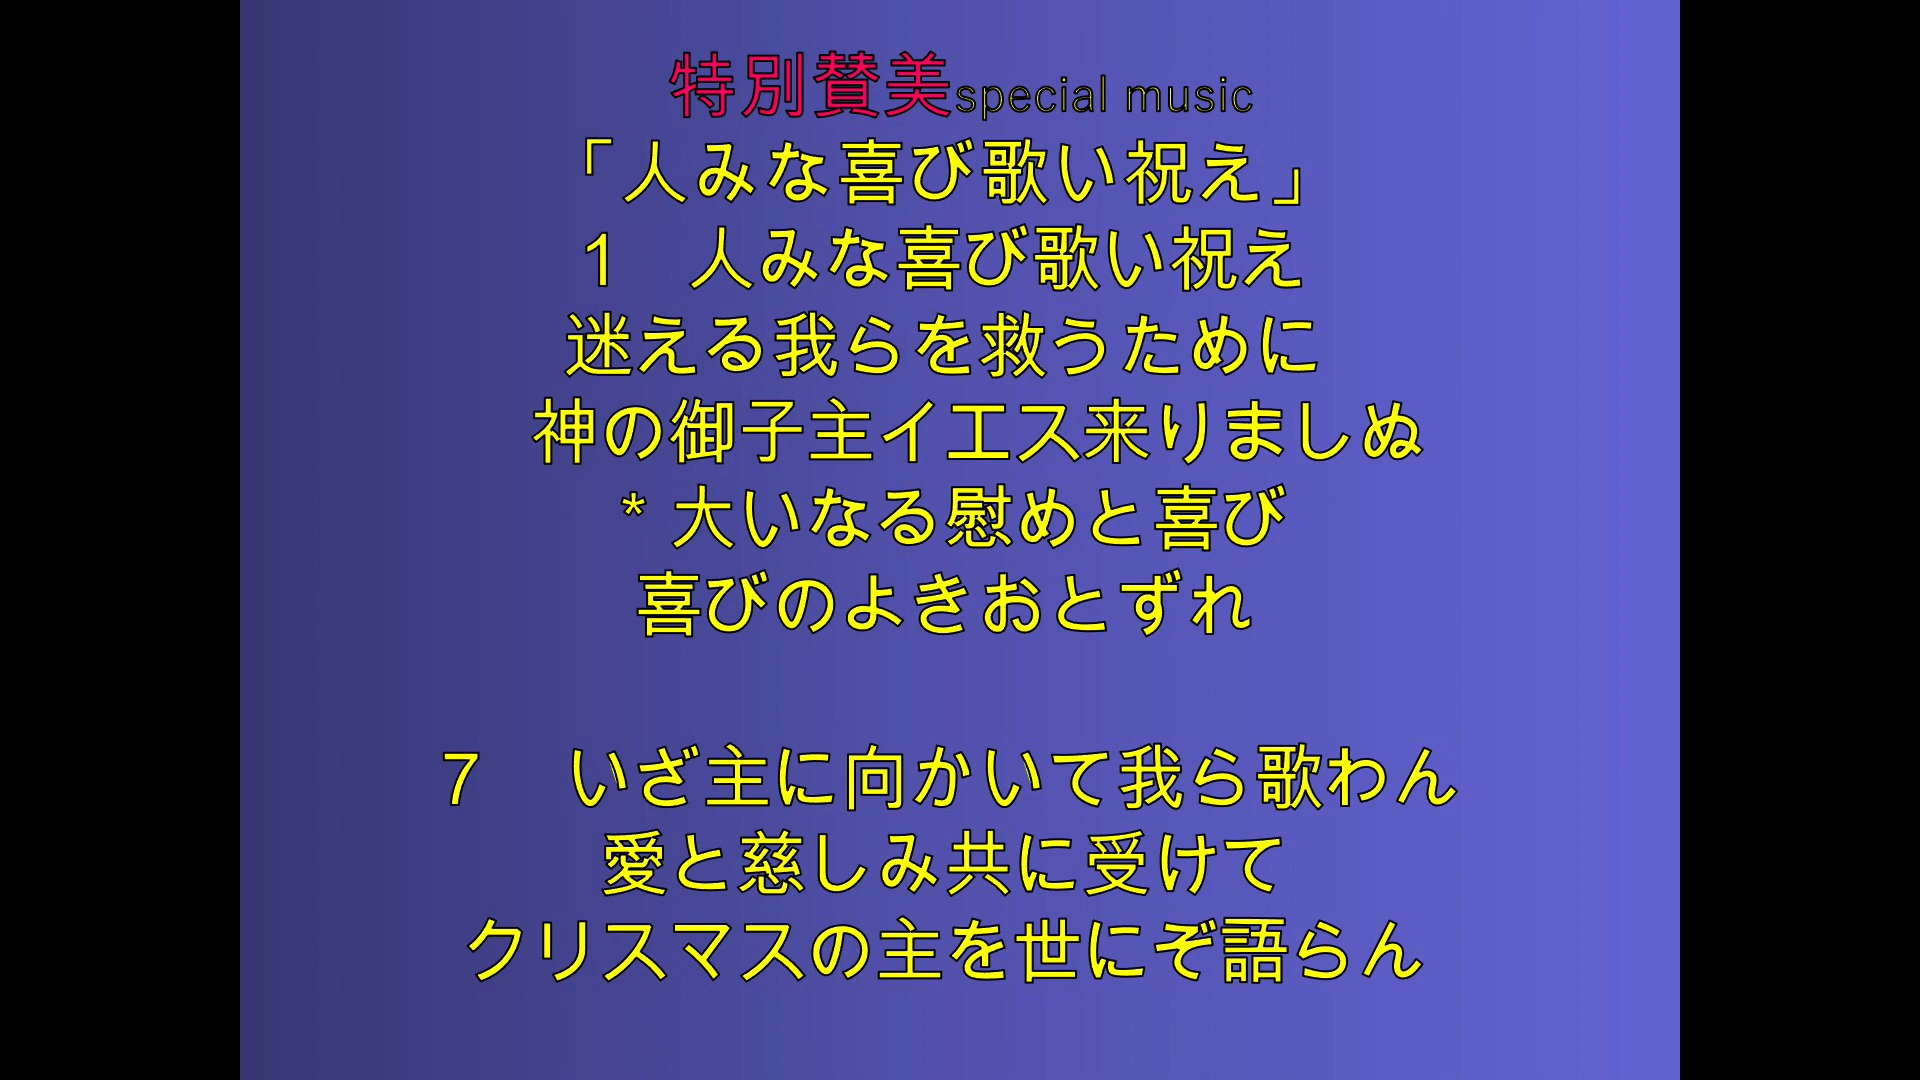 特別賛美special music
「人みな喜び歌い祝え」
1　人みな喜び歌い祝え
迷える我らを救うために
神の御子主イエス来りましぬ
* 大いなる慰めと喜び
喜びのよきおとずれ
7　いざ主に向かいて我ら歌わん
愛と慈しみ共に受けて
クリスマスの主を世にぞ語らん